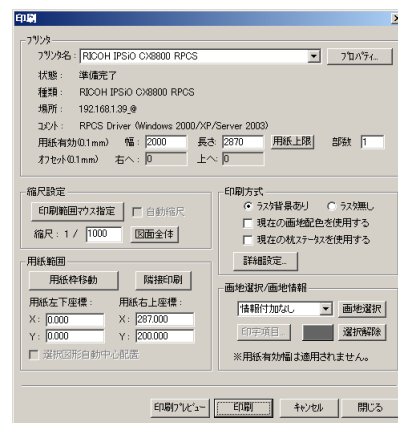 印刷
プリンタ
プリンタ名： RICOH IPSiO CX8800 RPCS プロパティ...
状態： 準備完了
種類： RICOH IPSiO CX8800 RPCS
場所： 192.168.1.39_@
コメント： RPCS Driver (Windows 2000/XP/Server 2003)
用紙有効(0.1mm) 幅： 2000 長さ 2870 用紙上限 部数 1
オフセット(0.1mm) 右へ： 0 上へ： 0
縮尺設定
印刷範囲マウス指定 自動縮尺
縮尺： 1 / 1000 図面全体
用紙範囲
用紙枠移動 隣接印刷
用紙左下座標： 用紙右上座標：
X： 0.000 X： 287.000
Y： 0.000 Y： 200.000
選択図形自動中心配置
印刷方式
ラスタ背景あり ラスタ無し
現在の画地配色を使用する
現在の杭ステータスを使用する
詳細設定...
画地選択/画地情報
情報付加なし 画地選択
印字項目... 選択解除
※用紙有効幅は適用されません。
印刷プレビュー 印刷 キャンセル 閉じる